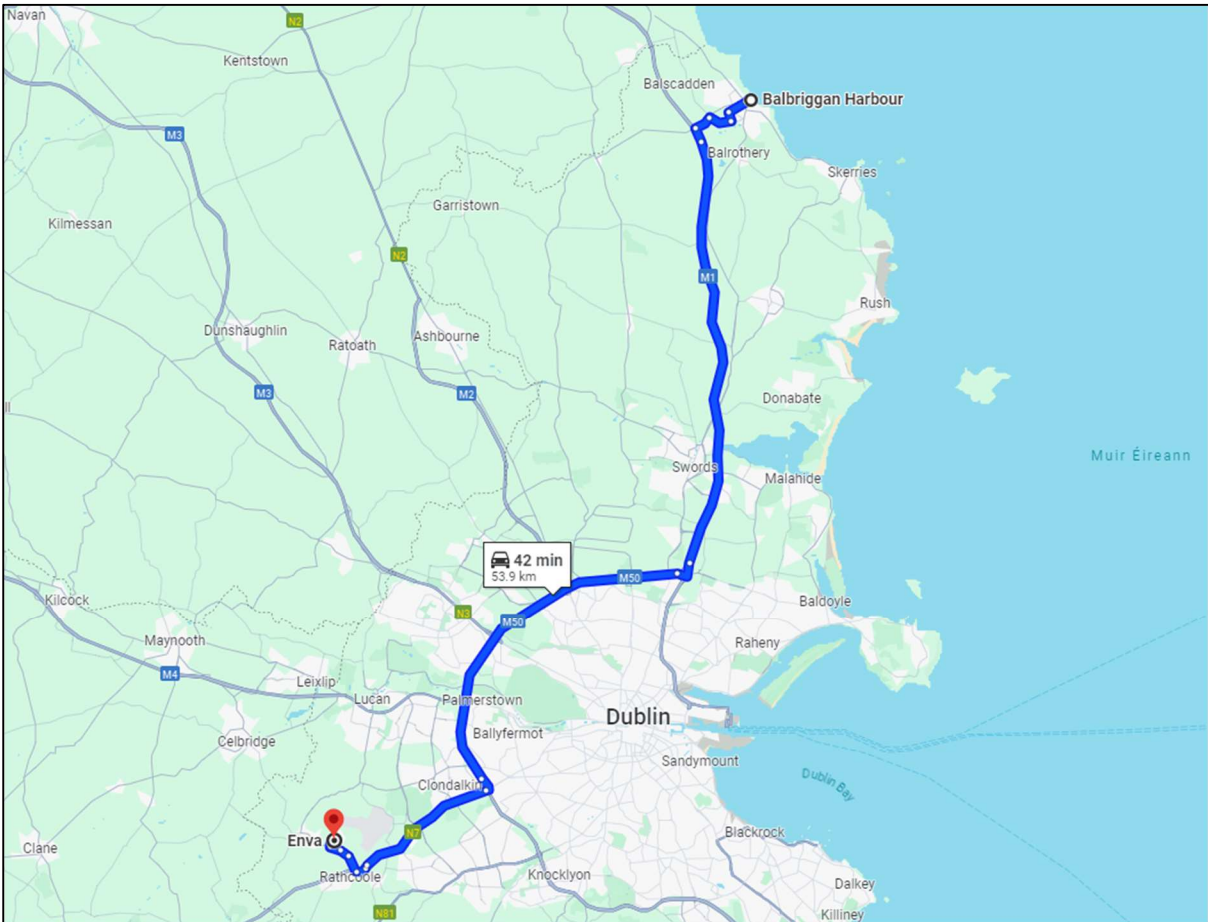 Navan
N2
Kentstown
Balscadden
Balbriggan Harbour
M3
Balrothery
Skerries
Garristown
Kilmessan
N2
M1
Rush
Dunshaughlin
Ratoath
Ashbourne
M3
M2
Donabate
Muir Éireann
Swords
Malahide
42 min
53.9 km
M50
Kilcock
N3
M50
Baldoyle
Maynooth
Raheny
M4
Leixlip
Lucan
Palmerstown
Dublin
Ballyfermot
Celbridge
Sandymount
Clondalkin
Dublin Bay
N7
Enva
Blackrock
Clane
Rathcoole
Knocklyon
Dalkey
N81
Killiney